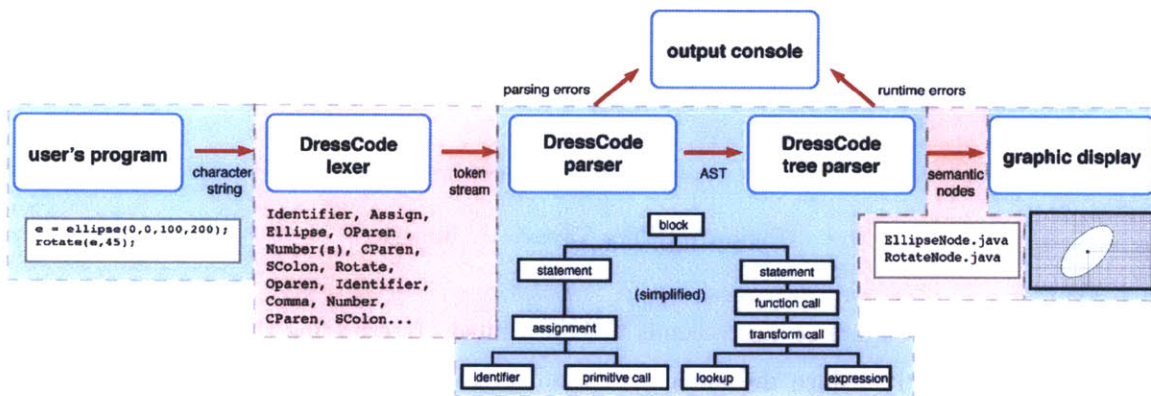 output console
parsing errors
runtime errors
user's program
character
string
DressCode
lexer
token
stream
DressCode
parser
AST
DressCode
tree parser
semantic
nodes
graphic display
e = ellipse(0,0,100,200);
rotate(e,45);
Identifier, Assign,
Ellipse, OParen ,
Number(s), CParen,
SColon, Rotate,
Oparen, Identifier,
Comma, Number,
CParen, SColon...
block
statement
statement
(simplified)
function call
assignment
transform call
identifier
primitive call
lookup
expression
EllipseNode.java
RotateNode.java